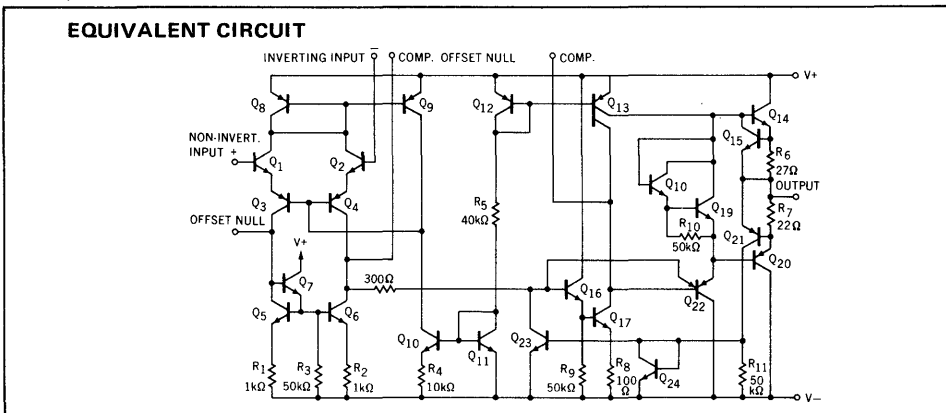 EQUIVALENT CIRCUIT
INVERTING INPUT –
COMP. OFFSET NULL
COMP.
V+
Q8
Q9
Q12
Q13
Q14
NON-INVERT.
INPUT +
Q15
R6
27Ω
Q1
Q2
OUTPUT
Q10
Q3
Q4
R5
40kΩ
Q19
R7
22Ω
OFFSET NULL
R10
50kΩ
Q21
V+
Q20
300Ω
Q7
Q16
Q22
Q5
Q6
Q17
Q10
Q11
Q23
R1
1kΩ
R3
50kΩ
R2
1kΩ
R4
10kΩ
R9
50kΩ
R8
100
Ω
Q24
R11
50
kΩ
V–